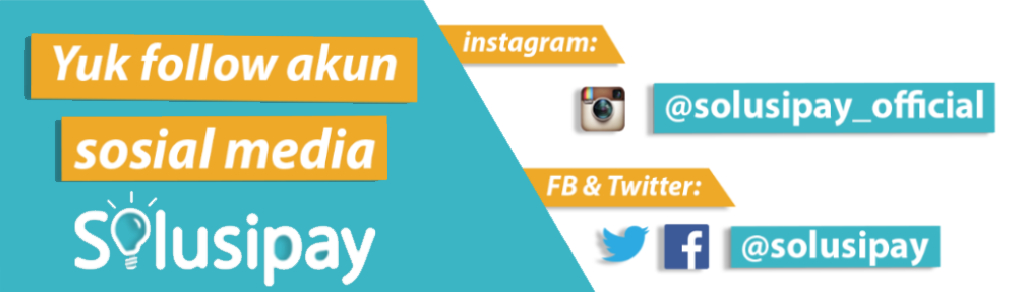 Yuk follow akun
sosial media
Solusipay
instagram:
@solusipay_official
FB & Twitter:
@solusipay